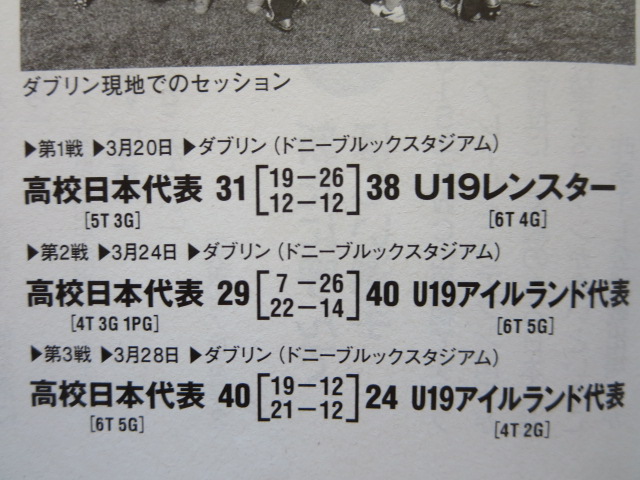 ダブリン現地でのセッション
▶第1戦 ▶3月20日 ▶ダブリン（ドニーブルックスタジアム）
高校日本代表 31 [19－26 12－12] 38 U19レンスター
[5T 3G] [6T 4G]
▶第2戦 ▶3月24日 ▶ダブリン（ドニーブルックスタジアム）
高校日本代表 29 [7－26 22－14] 40 U19アイルランド代表
[4T 3G 1PG] [6T 5G]
▶第3戦 ▶3月28日 ▶ダブリン（ドニーブルックスタジアム）
高校日本代表 40 [19－12 21－12] 24 U19アイルランド代表
[6T 5G] [4T 2G]